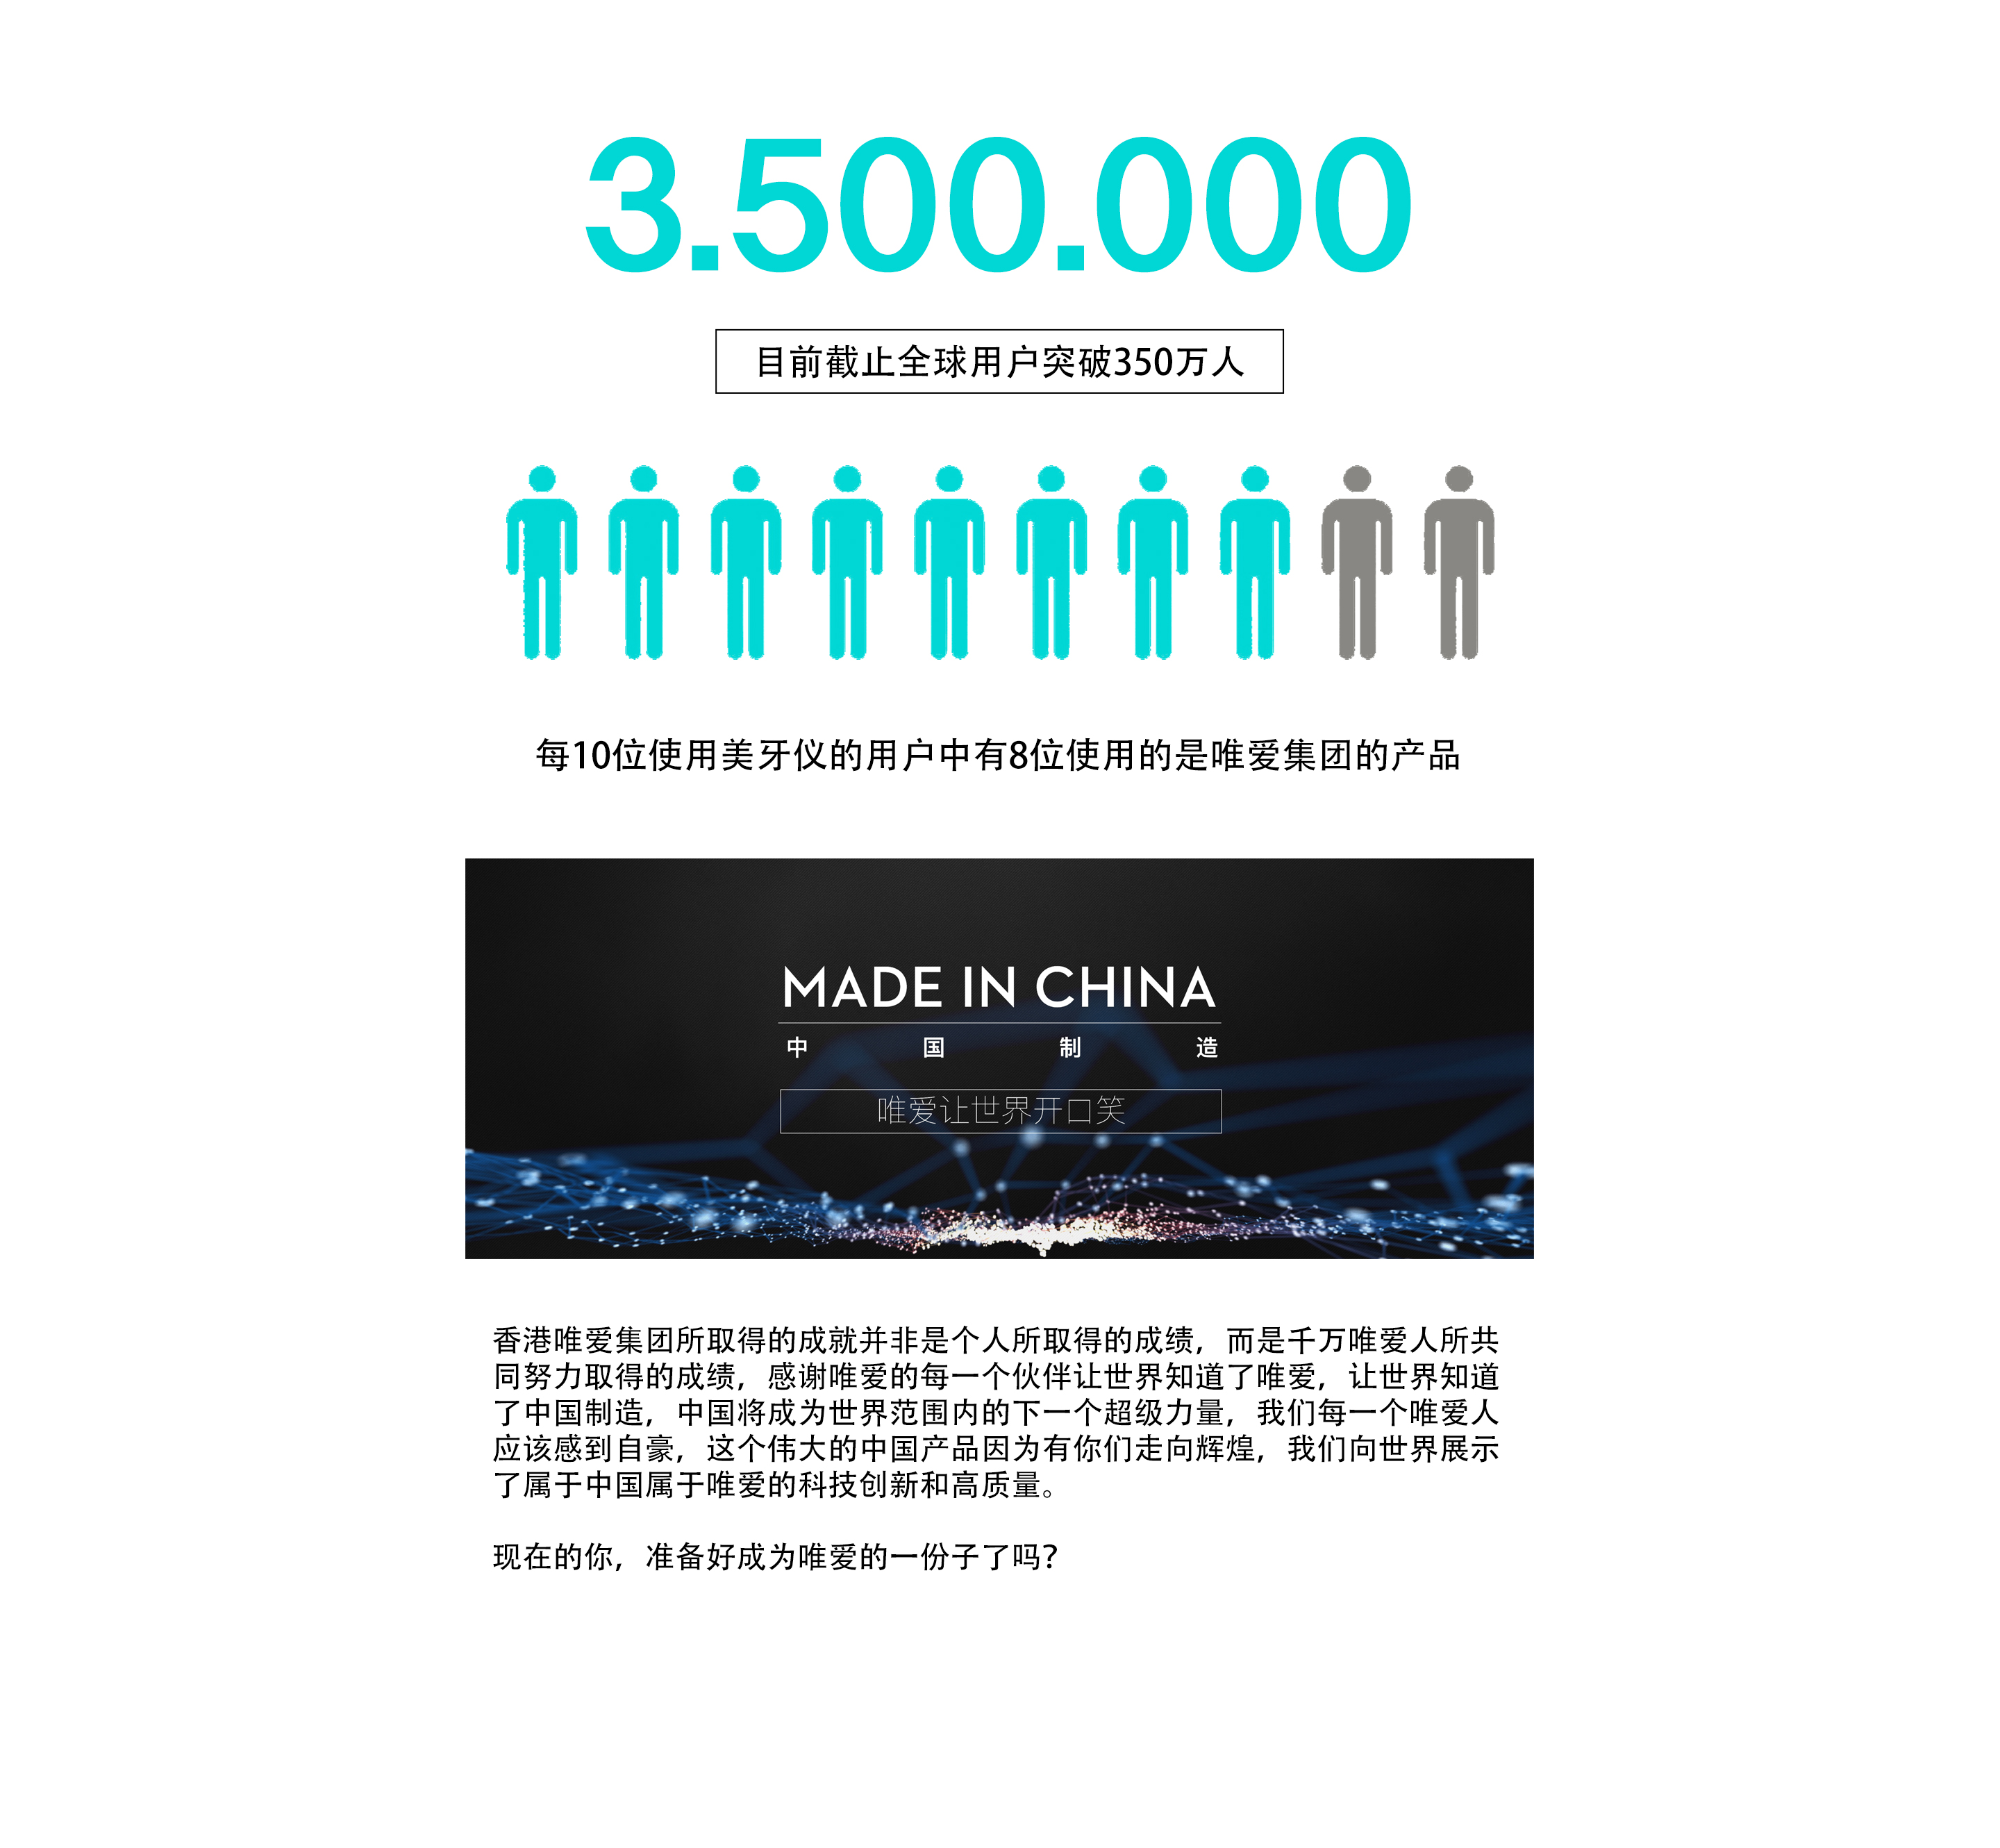 3.500.000
目前截止全球用户突破350万人
每10位使用美牙仪的用户中有8位使用的是唯爱集团的产品
MADE IN CHINA
中 国 制 造
唯爱让世界开口笑
香港唯爱集团所取得的成就并非是个人所取得的成绩，而是千万唯爱人所共
同努力取得的成绩，感谢唯爱的每一个伙伴让世界知道了唯爱，让世界知道
了中国制造，中国将成为世界范围内的下一个超级力量，我们每一个唯爱人
应该感到自豪，这个伟大的中国产品因为有你们走向辉煌，我们向世界展示
了属于中国属于唯爱的科技创新和高质量。
现在的你，准备好成为唯爱的一份子了吗？